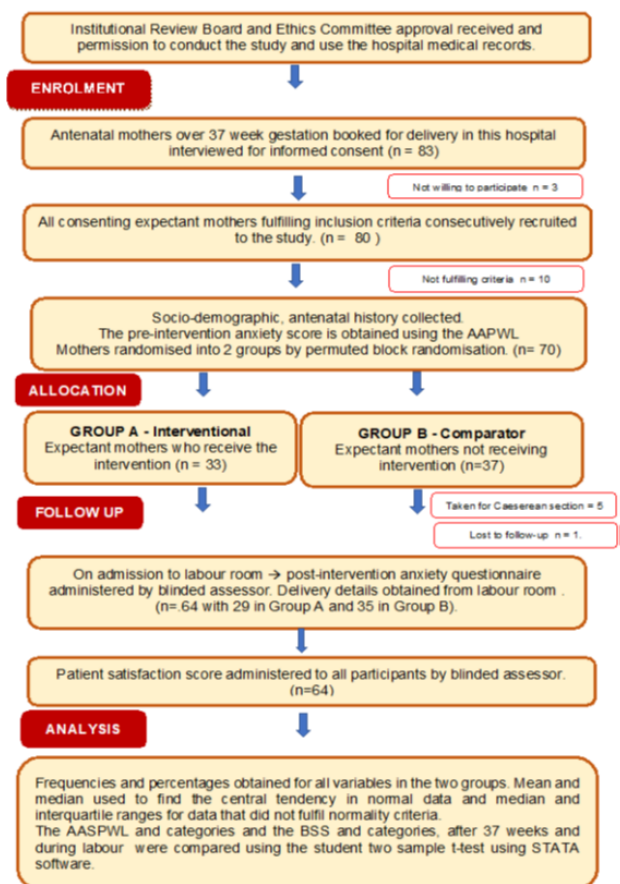 Institutional Review Board and Ethics Committee approval received and
permission to conduct the study and use the hospital medical records.
ENROLMENT
Antenatal mothers over 37 week gestation booked for delivery in this hospital
interviewed for informed consent (n = 83)
Not willing to participate n = 3
All consenting expectant mothers fulfilling inclusion criteria consecutively recruited
to the study. (n = 80 )
Not fulfilling criteria n = 10
Socio-demographic, antenatal history collected.
The pre-intervention anxiety score is obtained using the AAPWL
Mothers randomised into 2 groups by permuted block randomisation. (n= 70)
ALLOCATION
GROUP A - Interventional
Expectant mothers who receive the
intervention (n = 33)
GROUP B - Comparator
Expectant mothers not receiving
intervention (n=37)
FOLLOW UP
Taken for Caeserean section = 5
Lost to follow-up n = 1.
On admission to labour room → post-intervention anxiety questionnaire
administered by blinded assessor. Delivery details obtained from labour room .
(n=.64 with 29 in Group A and 35 in Group B).
Patient satisfaction score administered to all participants by blinded assessor.
(n=64)
ANALYSIS
Frequencies and percentages obtained for all variables in the two groups. Mean and
median used to find the central tendency in normal data and median and
interquartile ranges for data that did not fulfil normality criteria.
The AASPWL and categories and the BSS and categories, after 37 weeks and
during labour were compared using the student two sample t-test using STATA
software.